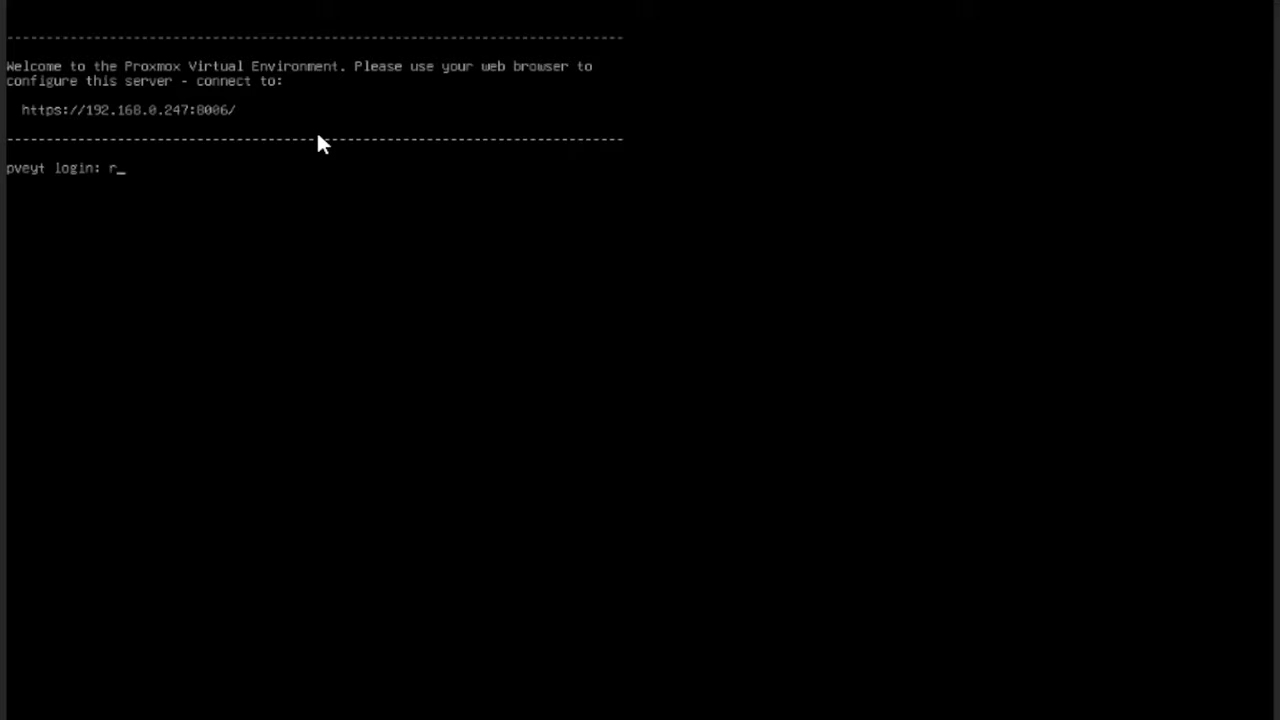 --------------------------------------------------------------------------------
Welcome to the Proxmox Virtual Environment. Please use your web browser to
configure this server - connect to:
https://192.168.0.247:8006/
--------------------------------------------------------------------------------
pveyt login: r_